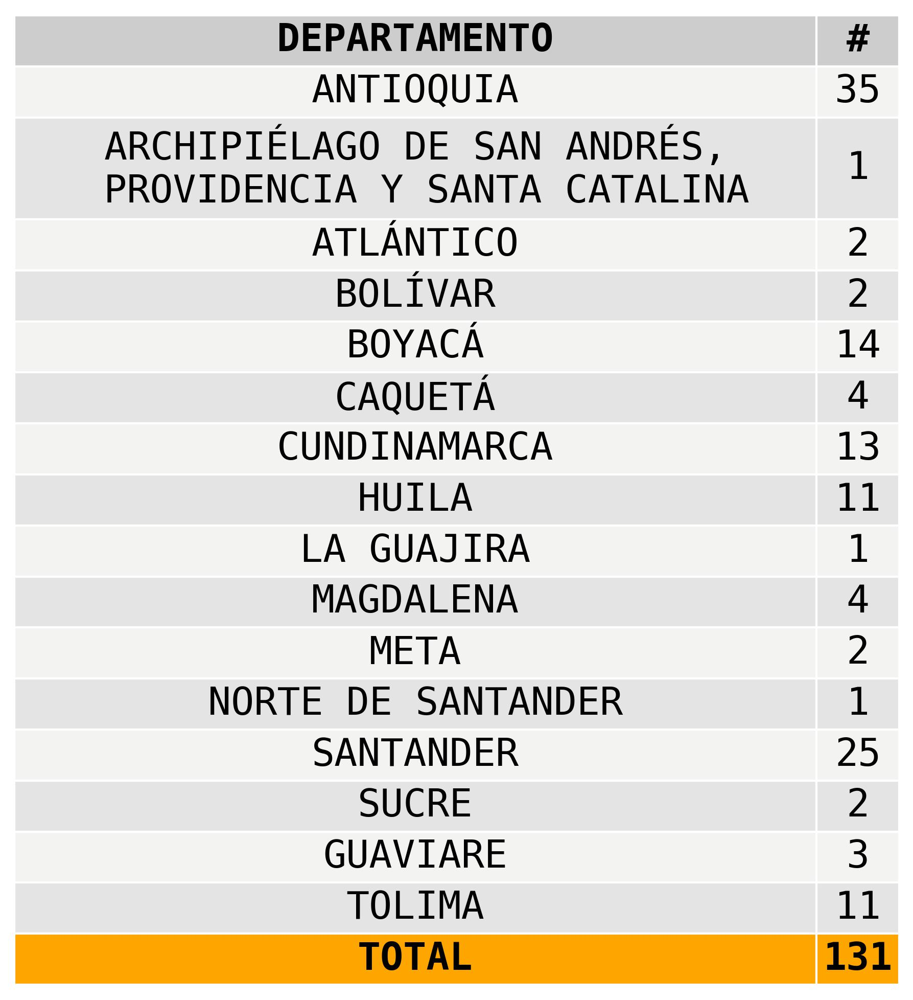 DEPARTAMENTO #
ANTIOQUIA 35
ARCHIPIÉLAGO DE SAN ANDRÉS,
PROVIDENCIA Y SANTA CATALINA 1
ATLÁNTICO 2
BOLÍVAR 2
BOYACÁ 14
CAQUETÁ 4
CUNDINAMARCA 13
HUILA 11
LA GUAJIRA 1
MAGDALENA 4
META 2
NORTE DE SANTANDER 1
SANTANDER 25
SUCRE 2
GUAVIARE 3
TOLIMA 11
TOTAL 131